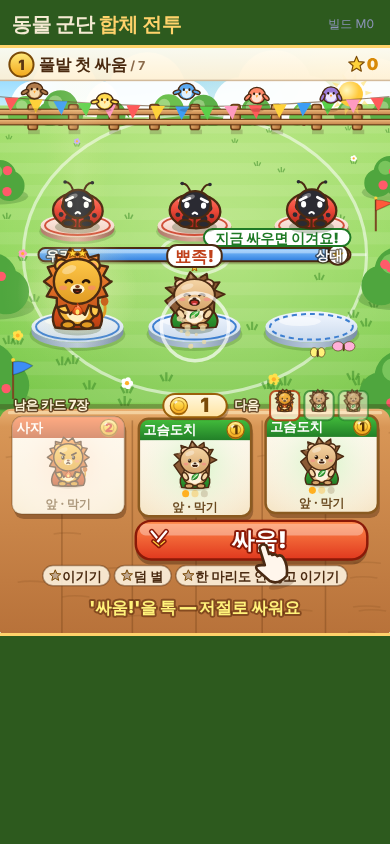 동물 군단 합체 전투
빌드 M0
1 풀밭 첫 싸움 / 7
0
지금 싸우면 이겨요!
상태
뾰족!
남은 카드 7장
1
다음
사자 2
앞 · 막기
고슴도치 1
앞 · 막기
고슴도치 1
앞 · 막기
싸움!
이기기
덤 별
한 마리도 이기기
'싸움!'을 톡 — 저절로 싸워요